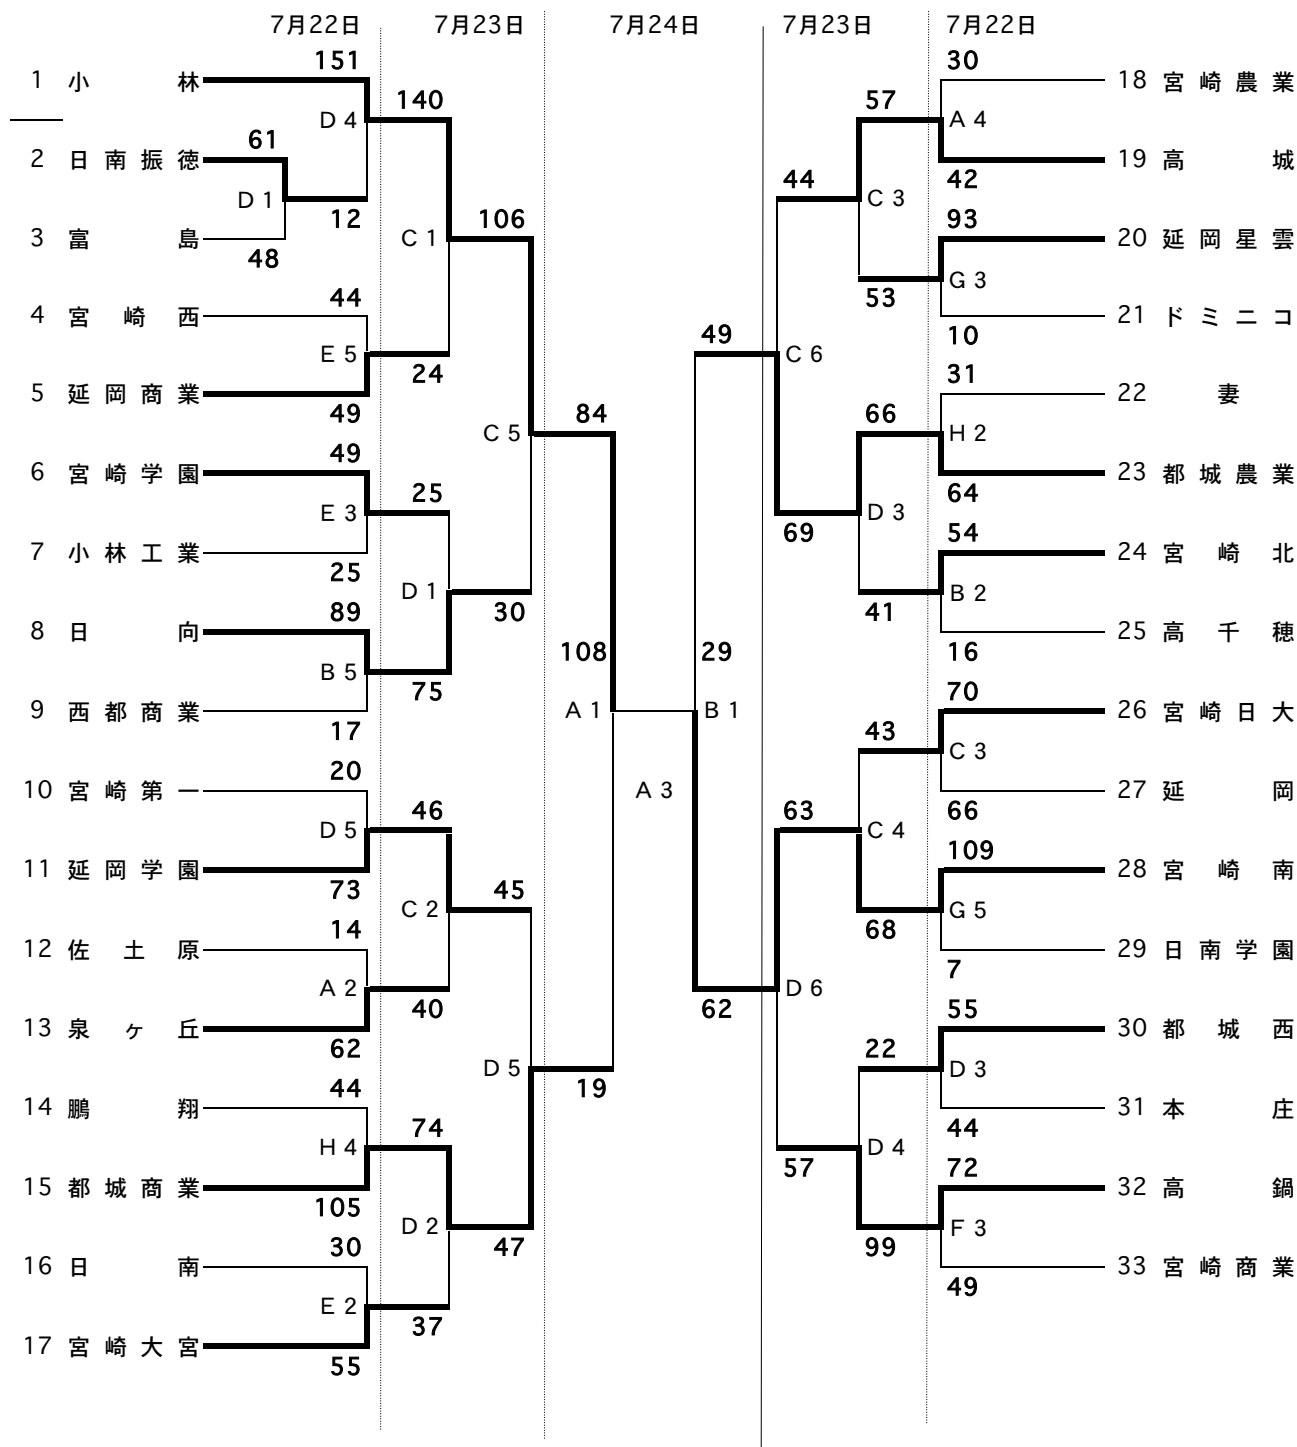 7月22日 7月23日 7月24日 7月23日 7月22日
151 30
1 小林 18 宮崎農業
140 57
D4 A4
61
2 日南振徳 19 高城
44 42
D1 C3
12 106 93
3 富島 C1 20 延岡星雲
48
G3
44 53
4 宮崎西 21 ドミニコ
49 10
E5 C6
24 31
5 延岡商業 22 妻
49 84 66
C5 H2
49
6 宮崎学園 23 都城農業
25 64
E3 D3
69 54
7 小林工業 24 宮崎北
25
D1 B2
89 30 41
8 日向 25 高千穂
108 29 16
B5
75 70
9 西都商業 A1 B1 26 宮崎日大
17 43
C3
20
10 宮崎第一 A3 27 延岡
46 63 66
D5 C4
109
11 延岡学園 28 宮崎南
73 45
C2 G5
14 68
12 佐土原 29 日南学園
7
A2 D6
40 62 55
13 泉ヶ丘 30 都城西
62 22
D5 D3
44 19
14 鵬翔 31 本庄
74 44
H4 D4
57 72
15 都城商業 32 高鍋
105
D2 F3
30 47 99
16 日南 33 宮崎商業
49
E2
37
17 宮崎大宮
55